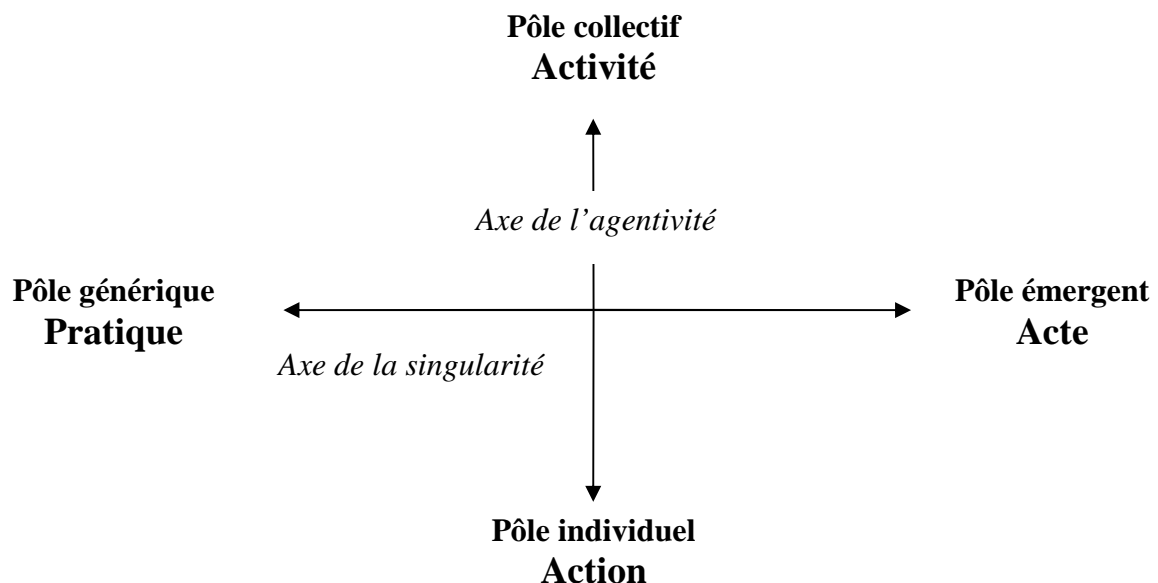 Pôle collectif
Activité
Axe de l’agentivité
Pôle générique
Pratique
Pôle émergent
Acte
Axe de la singularité
Pôle individuel
Action